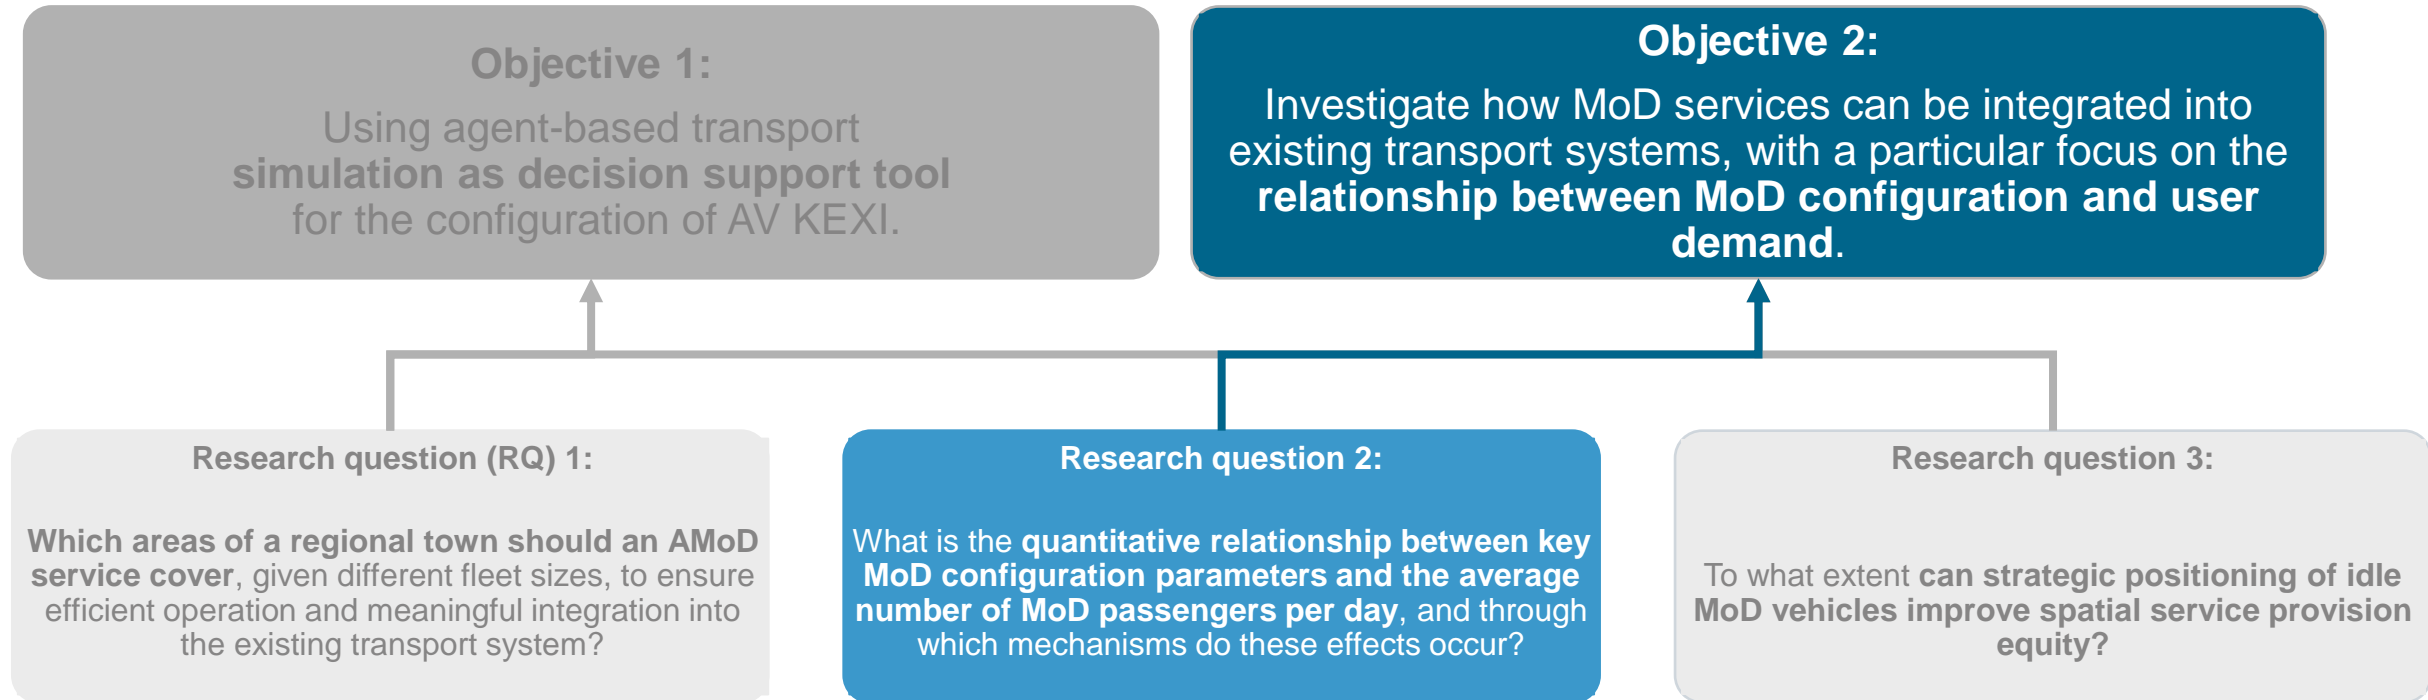 Objective 1:
Using agent-based transport
simulation as decision support tool
for the configuration of AV KEXI.
Objective 2:
Investigate how MoD services can be integrated into
existing transport systems, with a particular focus on the
relationship between MoD configuration and user
demand.
Research question (RQ) 1:
Which areas of a regional town should an AMoD
service cover, given different fleet sizes, to ensure
efficient operation and meaningful integration into
the existing transport system?
Research question 2:
What is the quantitative relationship between key
MoD configuration parameters and the average
number of MoD passengers per day, and through
which mechanisms do these effects occur?
Research question 3:
To what extent can strategic positioning of idle
MoD vehicles improve spatial service provision
equity?